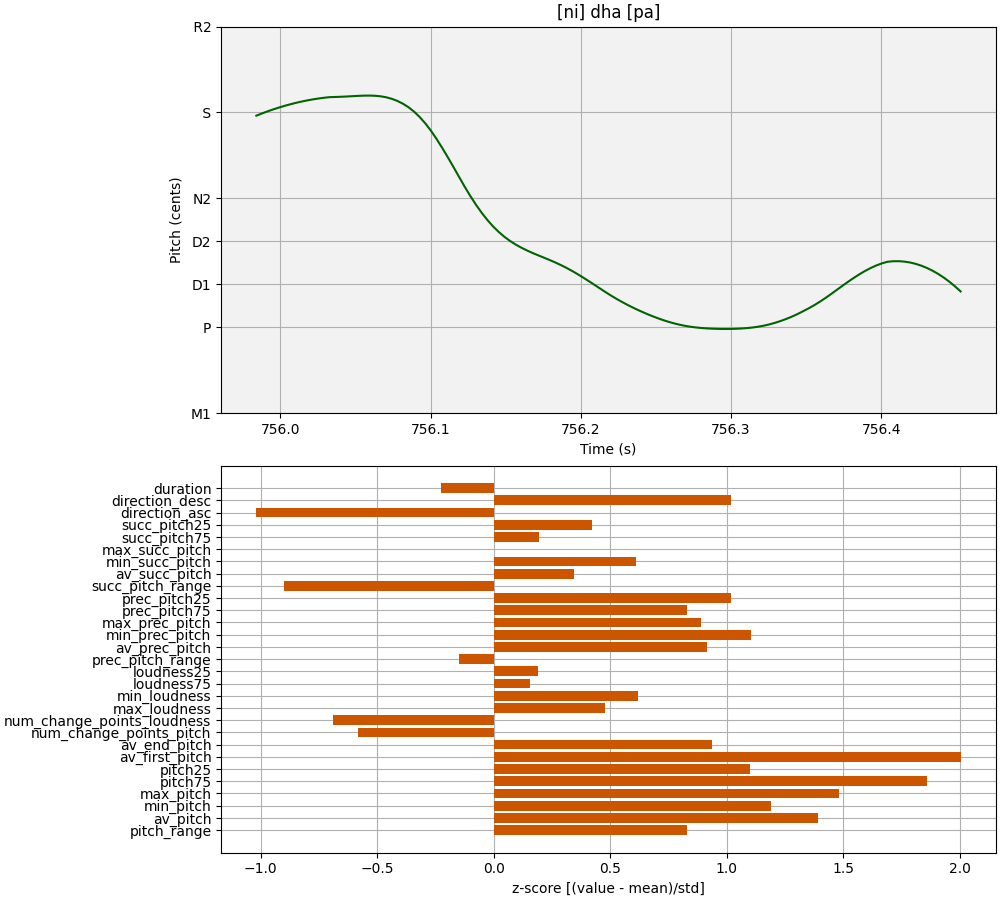 [ni] dha [pa]
R2
S
N2
D2
D1
P
M1
Pitch (cents)
756.0 756.1 756.2 756.3 756.4
Time (s)
duration
direction_desc
direction_asc
succ_pitch25
succ_pitch75
max_succ_pitch
min_succ_pitch
av_succ_pitch
succ_pitch_range
prec_pitch25
prec_pitch75
max_prec_pitch
min_prec_pitch
av_prec_pitch
prec_pitch_range
loudness25
loudness75
min_loudness
max_loudness
num_change_points_loudness
num_change_points_pitch
av_end_pitch
av_first_pitch
pitch25
pitch75
max_pitch
min_pitch
av_pitch
pitch_range
−1.0 −0.5 0.0 0.5 1.0 1.5 2.0
z-score [(value - mean)/std]